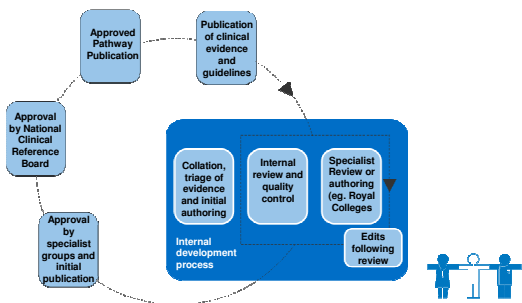 Approved
Pathway
Publication
Publication
of clinical
evidence
and
guidelines
Approval
by National
Clinical
Reference
Board
Collation,
triage of
evidence
and initial
authoring
Internal
review and
quality
control
Specialist
Review or
authoring
(eg. Royal
Colleges
Approval
by
specialist
groups and
initial
publication
Internal
development
process
Edits
following
review